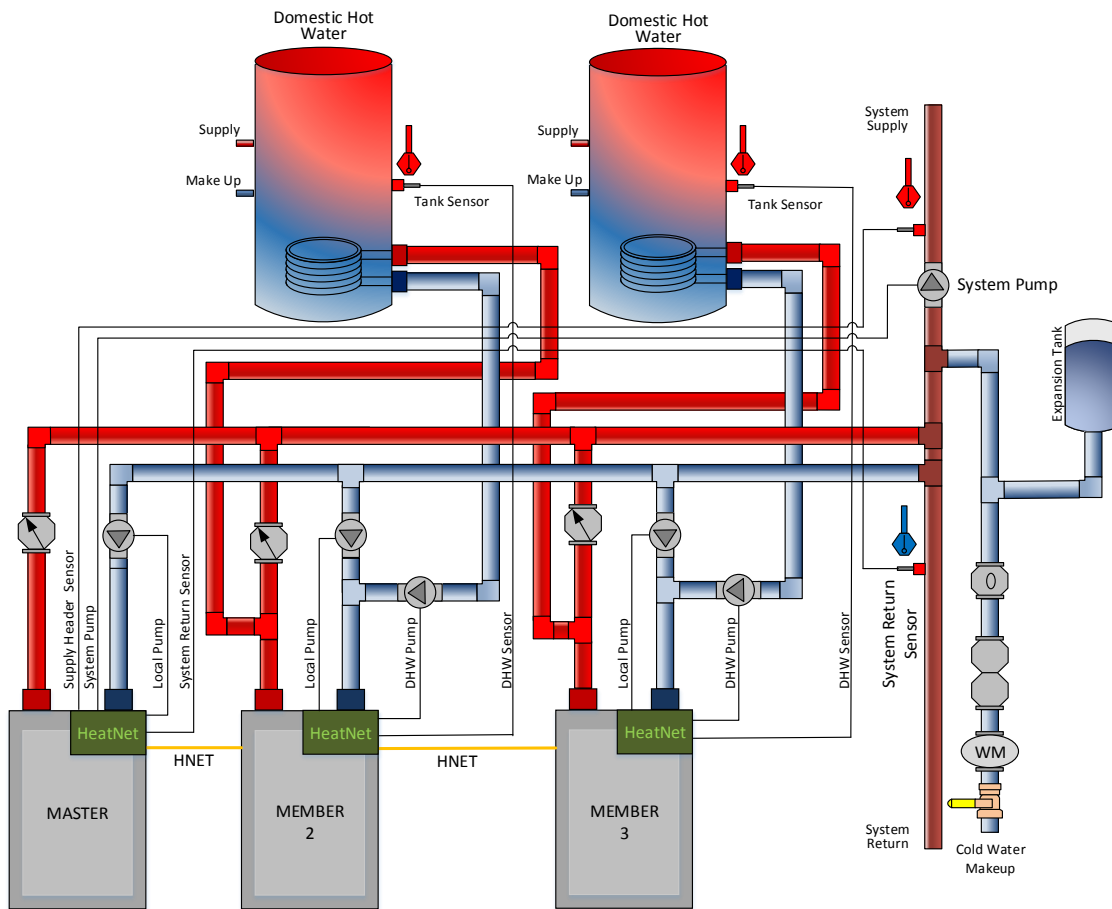 Domestic Hot
Water
Domestic Hot
Water
Supply
Make Up
Tank Sensor
Supply
Make Up
Tank Sensor
System
Supply
System Pump
Expansion Tank
Supply Header Sensor
System Pump
Local Pump
System Return Sensor
Local Pump
DHW Pump
DHW Sensor
Local Pump
DHW Pump
DHW Sensor
System Return
Sensor
HeatNet
HeatNet
HeatNet
HNET
HNET
MASTER
MEMBER
2
MEMBER
3
WM
0
System
Return
Cold Water
Makeup